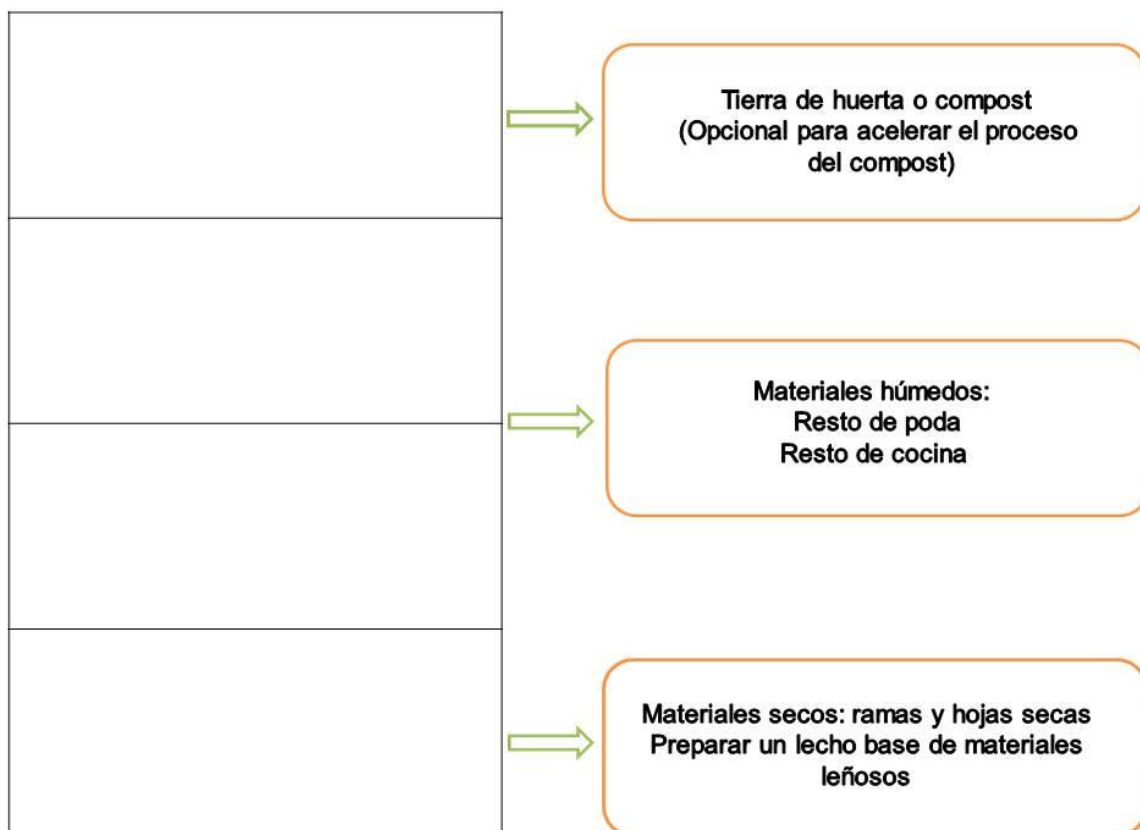 Tierra de huerta o compost
(Opcional para acelerar el proceso
del compost)
Materiales húmedos:
Resto de poda
Resto de cocina
Materiales secos: ramas y hojas secas
Preparar un lecho base de materiales
leñosos